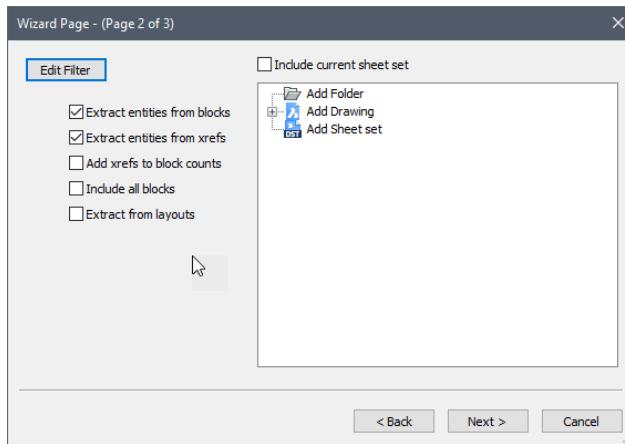 Wizard Page - (Page 2 of 3)
Edit Filter
Extract entities from blocks
Extract entities from xrefs
Add xrefs to block counts
Include all blocks
Extract from layouts
Include current sheet set
Add Folder
Add Drawing
DST Add Sheet set
< Back Next > Cancel